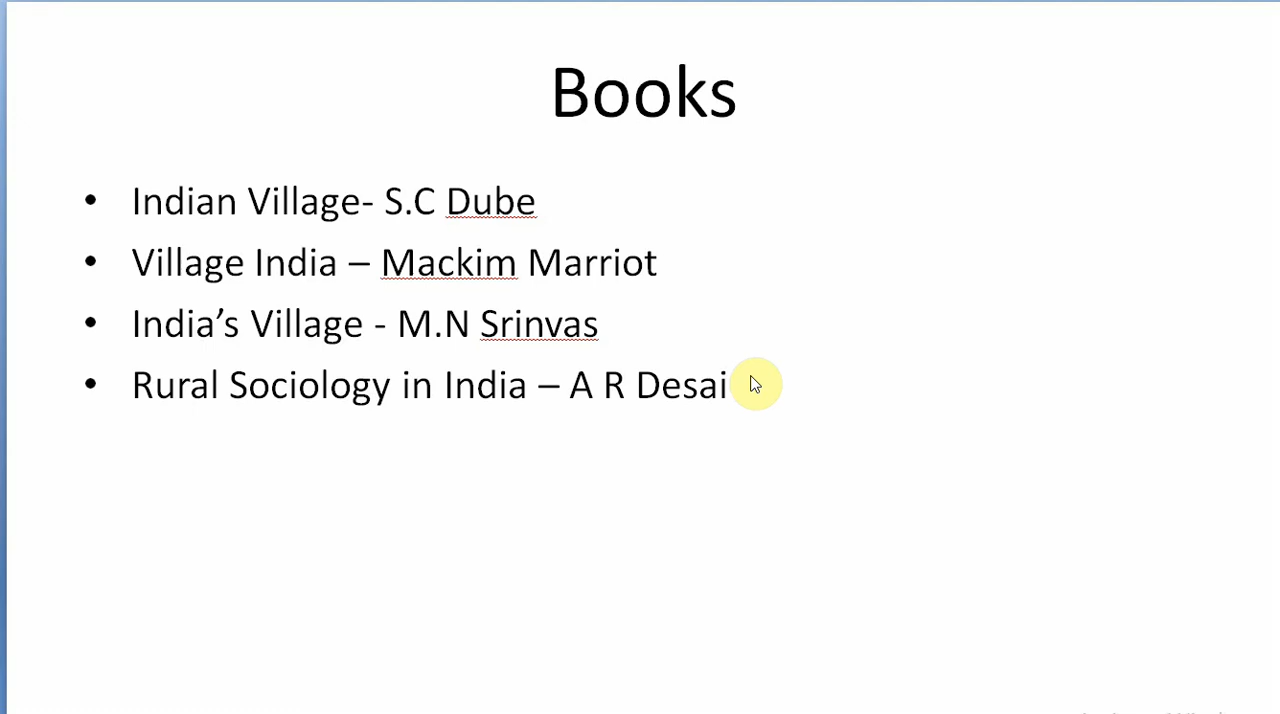 Books
• Indian Village- S.C Dube
• Village India – Mackim Marriot
• India’s Village - M.N Srinvas
• Rural Sociology in India – A R Desai